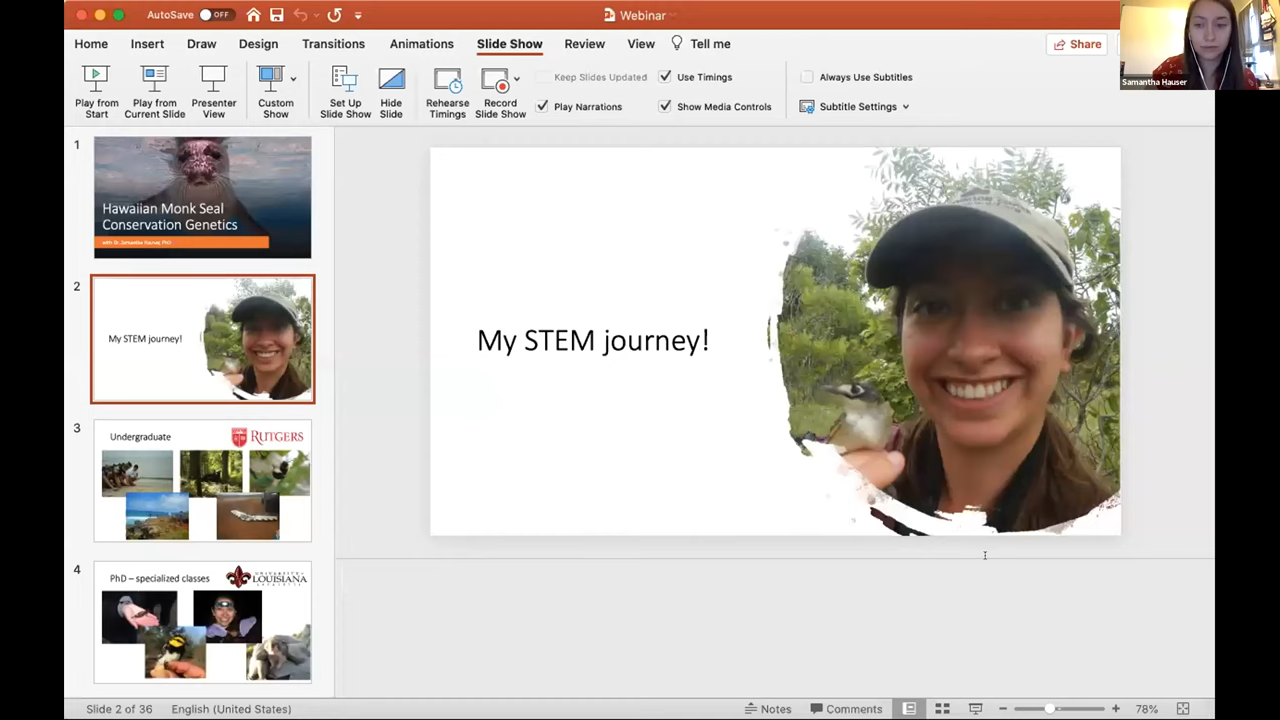 AutoSave OFF
Webinar
Home Insert Draw Design Transitions Animations Slide Show Review View Tell me
Share
Samantha Hauser
Play from Start
Play from Current Slide
Presenter View
Custom Show
Set Up Slide Show
Hide Slide
Rehearse Timings
Record Slide Show
Keep Slides Updated
Use Timings
Always Use Subtitles
Play Narrations
Show Media Controls
Subtitle Settings
1
Hawaiian Monk Seal
Conservation Genetics
with Dr. Samantha Hauser, PhD
2
My STEM journey!
3
Undergraduate
RUTGERS
4
PhD – specialized classes
LOUISIANA
My STEM journey!
Slide 2 of 36 English (United States) Notes Comments 78%